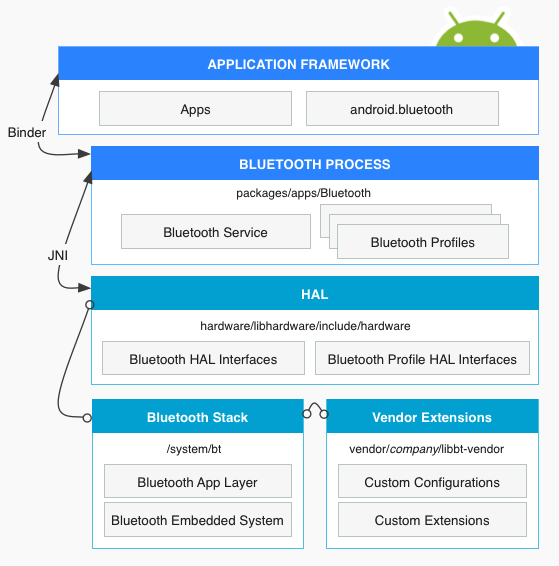 APPLICATION FRAMEWORK
Apps
android.bluetooth
Binder
BLUETOOTH PROCESS
packages/apps/Bluetooth
Bluetooth Service
Bluetooth Profiles
JNI
HAL
hardware/libhardware/include/hardware
Bluetooth HAL Interfaces
Bluetooth Profile HAL Interfaces
Bluetooth Stack
/system/bt
Bluetooth App Layer
Bluetooth Embedded System
Vendor Extensions
vendor/company/libbt-vendor
Custom Configurations
Custom Extensions